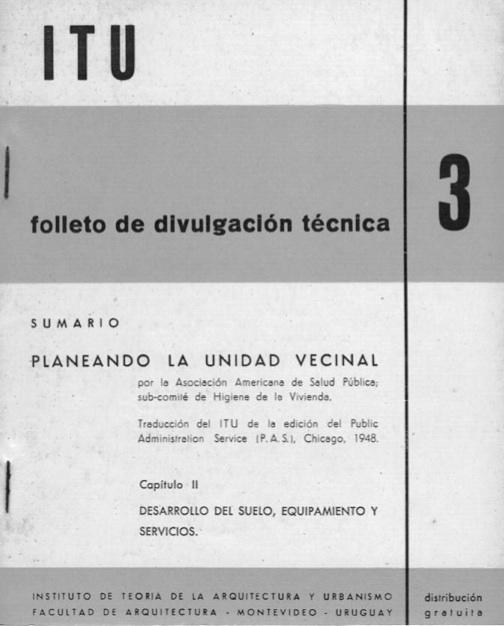 ITU
folleto de divulgación técnica
3
SUMARIO
PLANEANDO LA UNIDAD VECINAL
por la Asociación Americana de Salud Pública;
sub-comité de Higiene de la Vivienda.
Traducción del ITU de la edición del Public
Administration Service (P.A.S.), Chicago, 1948.
Capítulo II
DESARROLLO DEL SUELO, EQUIPAMIENTO Y
SERVICIOS.
INSTITUTO DE TEORIA DE LA ARQUITECTURA Y URBANISMO
FACULTAD DE ARQUITECTURA - MONTEVIDEO - URUGUAY
distribución
gratuita